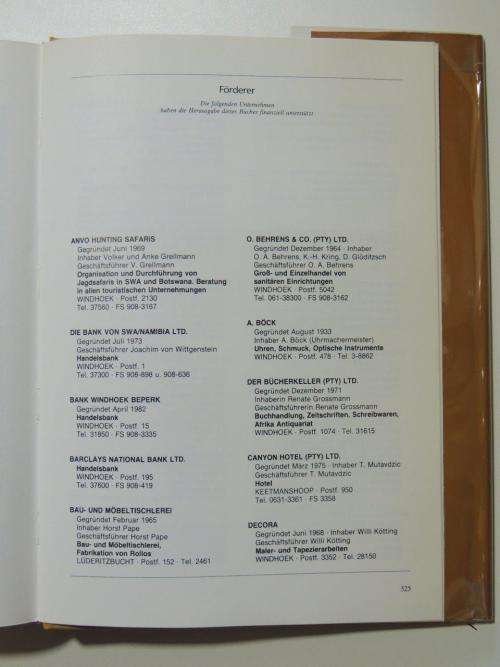 Förderer
Die folgenden Unternehmen
haben die Herausgabe dieses Buches finanziell unterstützt
ANVO HUNTING SAFARIS
Gegründet Juni 1969
Inhaber Volker und Anke Grellmann
Geschäftsführer V. Grellmann
Organisation und Durchführung von
Jagdsafaris in SWA und Botswana. Beratung
in allen touristischen Unternehmungen
WINDHOEK · Postf. 2130
Tel. 37560 · FS 908-3167
DIE BANK VON SWA/NAMIBIA LTD.
Gegründet Juli 1973
Geschäftsführer Joachim von Wittgenstein
Handelsbank
WINDHOEK · Postf. 1
Tel. 37300 · FS 908-898 u. 908-636
BANK WINDHOEK BEPERK
Gegründet April 1982
Handelsbank
WINDHOEK · Postf. 15
Tel. 31850 · FS 908-3335
BARCLAYS NATIONAL BANK LTD.
Handelsbank
WINDHOEK · Postf. 195
Tel. 37600 · FS 908-419
BAU- UND MÖBELTISCHLEREI
Gegründet Februar 1965
Inhaber Horst Pape
Geschäftsführer Horst Pape
Bau- und Möbeltischlerei,
Fabrikation von Rollos
LÜDERITZBUCHT · Postf. 152 · Tel. 2461
O. BEHRENS & CO. (PTY) LTD.
Gegründet Dezember 1964 · Inhaber
O. A. Behrens, K.-H. Kring, D. Glüditzsch
Geschäftsführer O. A. Behrens
Groß- und Einzelhandel von
sanitären Einrichtungen
WINDHOEK · Postf. 5042
Tel. 061-38300 · FS 908-3162
A. BÖCK
Gegründet August 1933
Inhaber A. Böck (Uhrmachermeister)
Uhren, Schmuck, Optische Instrumente
WINDHOEK · Postf. 478 · Tel. 3-6862
DER BÜCHERKELLER (PTY) LTD.
Gegründet Dezember 1971
Inhaberin Renate Grossmann
Geschäftsführerin Renate Grossmann
Buchhandlung, Zeitschriften, Schreibwaren,
Afrika Antiquariat
WINDHOEK · Postf. 1074 · Tel. 31615
CANYON HOTEL (PTY) LTD.
Gegründet März 1975 · Inhaber T. Mutavdzic
Geschäftsführer T. Mutavdzic
Hotel
KEETMANSHOOP · Postf. 950
Tel. 0631-3361 · FS 3358
DECORA
Gegründet Juni 1968 · Inhaber Willi Kötting
Geschäftsführer Willi Kötting
Maler- und Tapezierarbeiten
WINDHOEK · Postf. 3352 · Tel. 28150
325